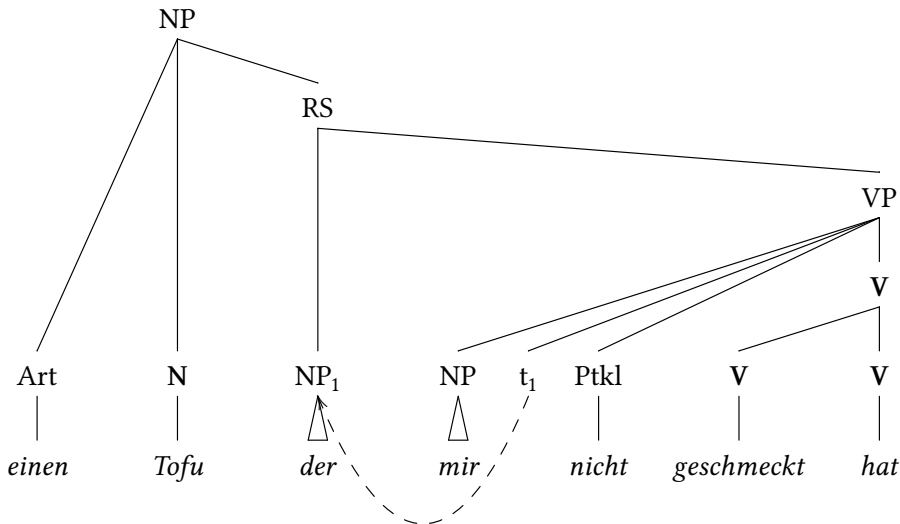 NP
RS
VP
V
Art N NP₁ NP t₁ Ptkl V V
einen Tofu der mir nicht geschmeckt hat